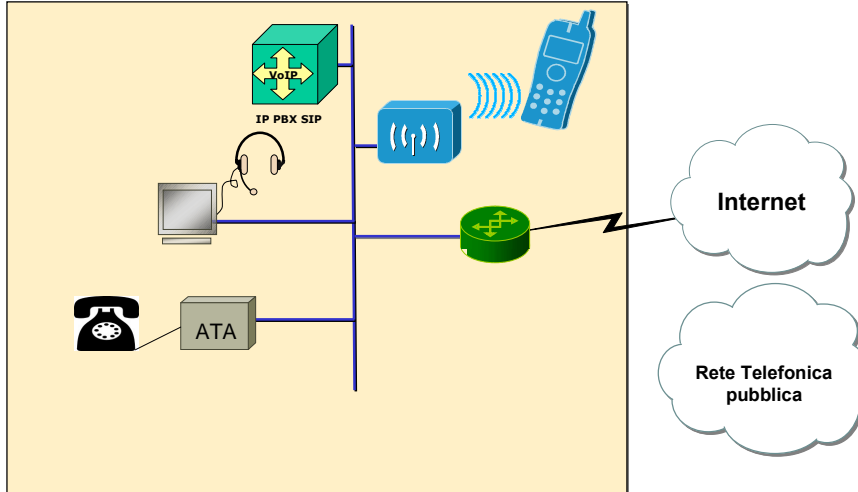 VoIP
IP PBX SIP
Internet
ATA
Rete Telefonica
pubblica